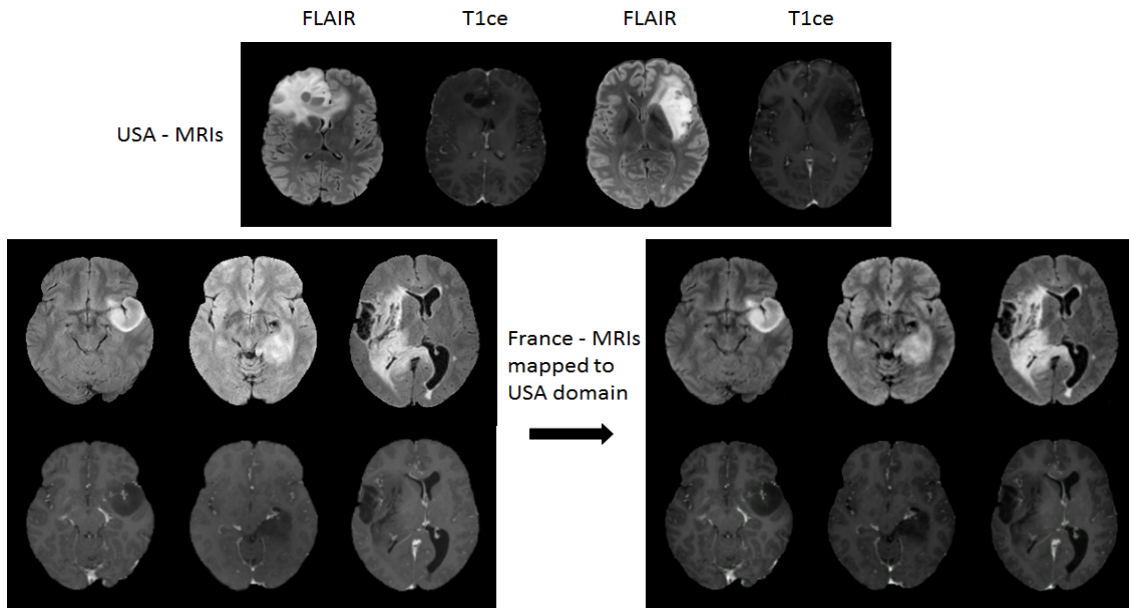 FLAIR T1ce FLAIR T1ce
USA - MRIs
France - MRIs
mapped to
USA domain